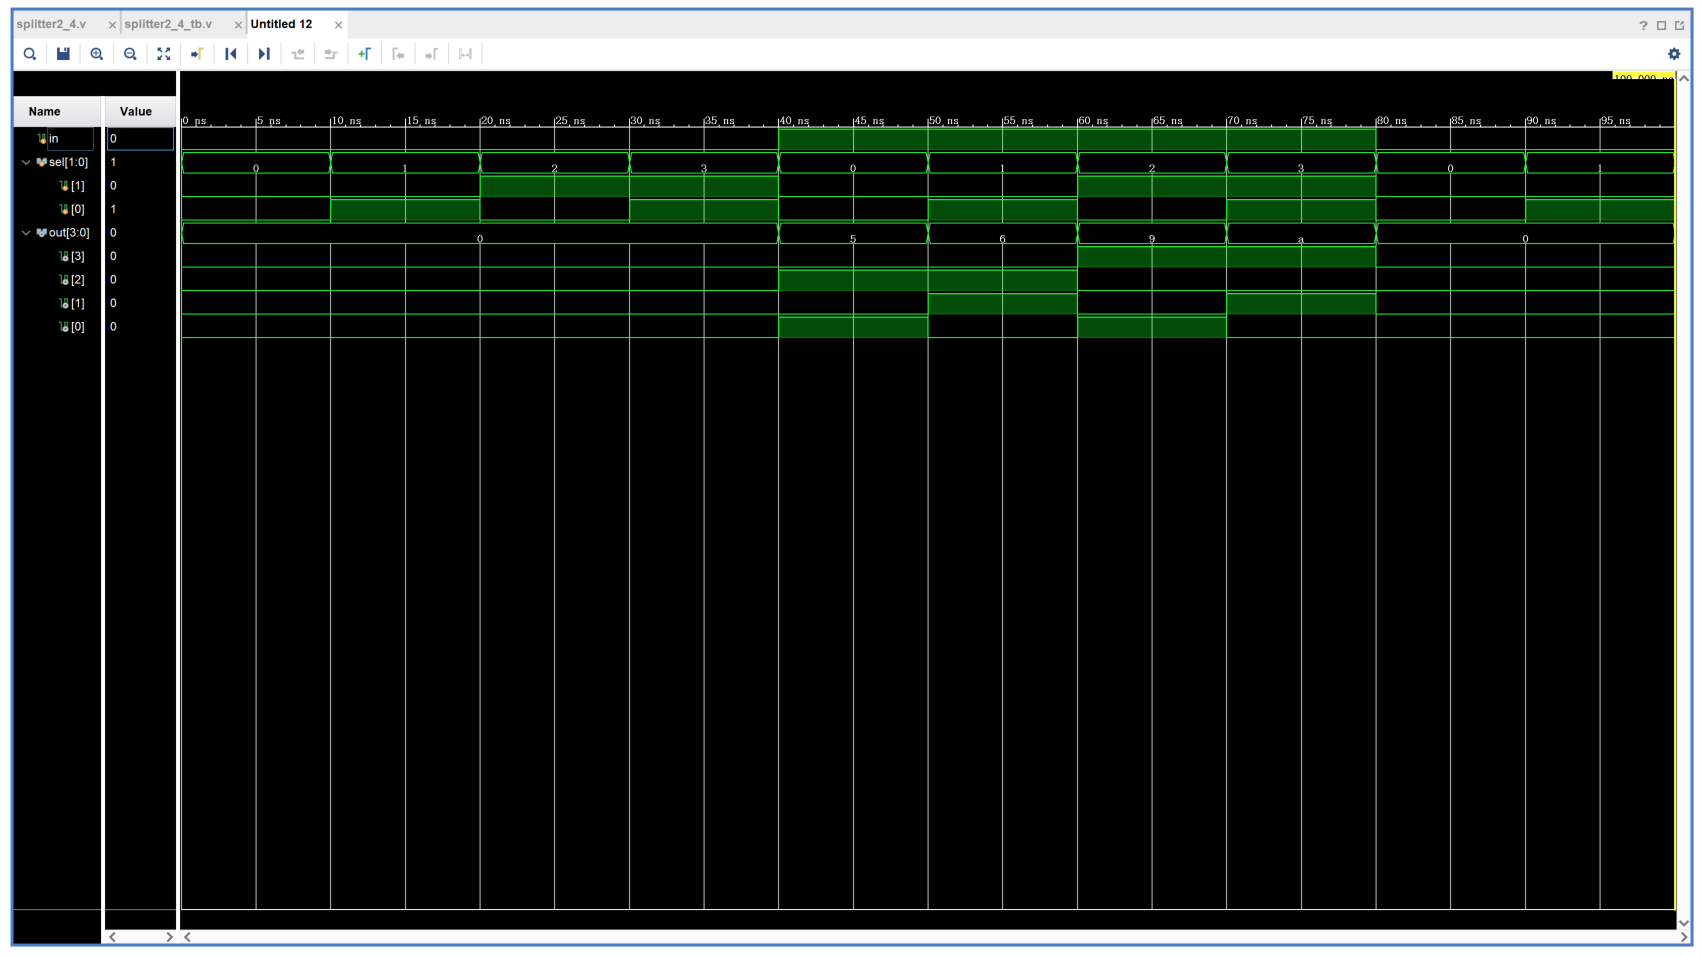 splitter2_4.v × splitter2_4_tb.v × Untitled 12 ×
?
100.000 ns
Name Value
0 ns 5 ns 10 ns 15 ns 20 ns 25 ns 30 ns 35 ns 40 ns 45 ns 50 ns 55 ns 60 ns 65 ns 70 ns 75 ns 80 ns 85 ns 90 ns 95 ns
in 0
sel[1:0] 1 0 1 2 3 0 1 2 3 0 1
[1] 0
[0] 1
out[3:0] 0 0 5 6 9 a 0
[3] 0
[2] 0
[1] 0
[0] 0